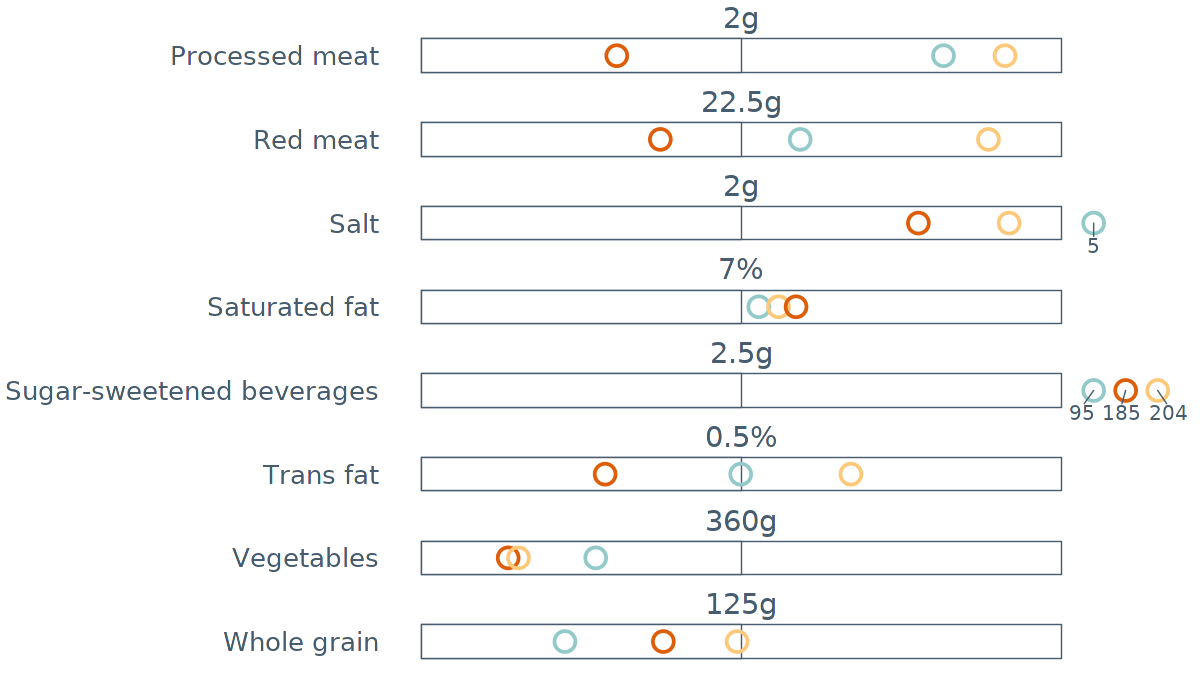 2g
Processed meat
22.5g
Red meat
2g
Salt
5
7%
Saturated fat
2.5g
Sugar-sweetened beverages
95 185 204
0.5%
Trans fat
360g
Vegetables
125g
Whole grain